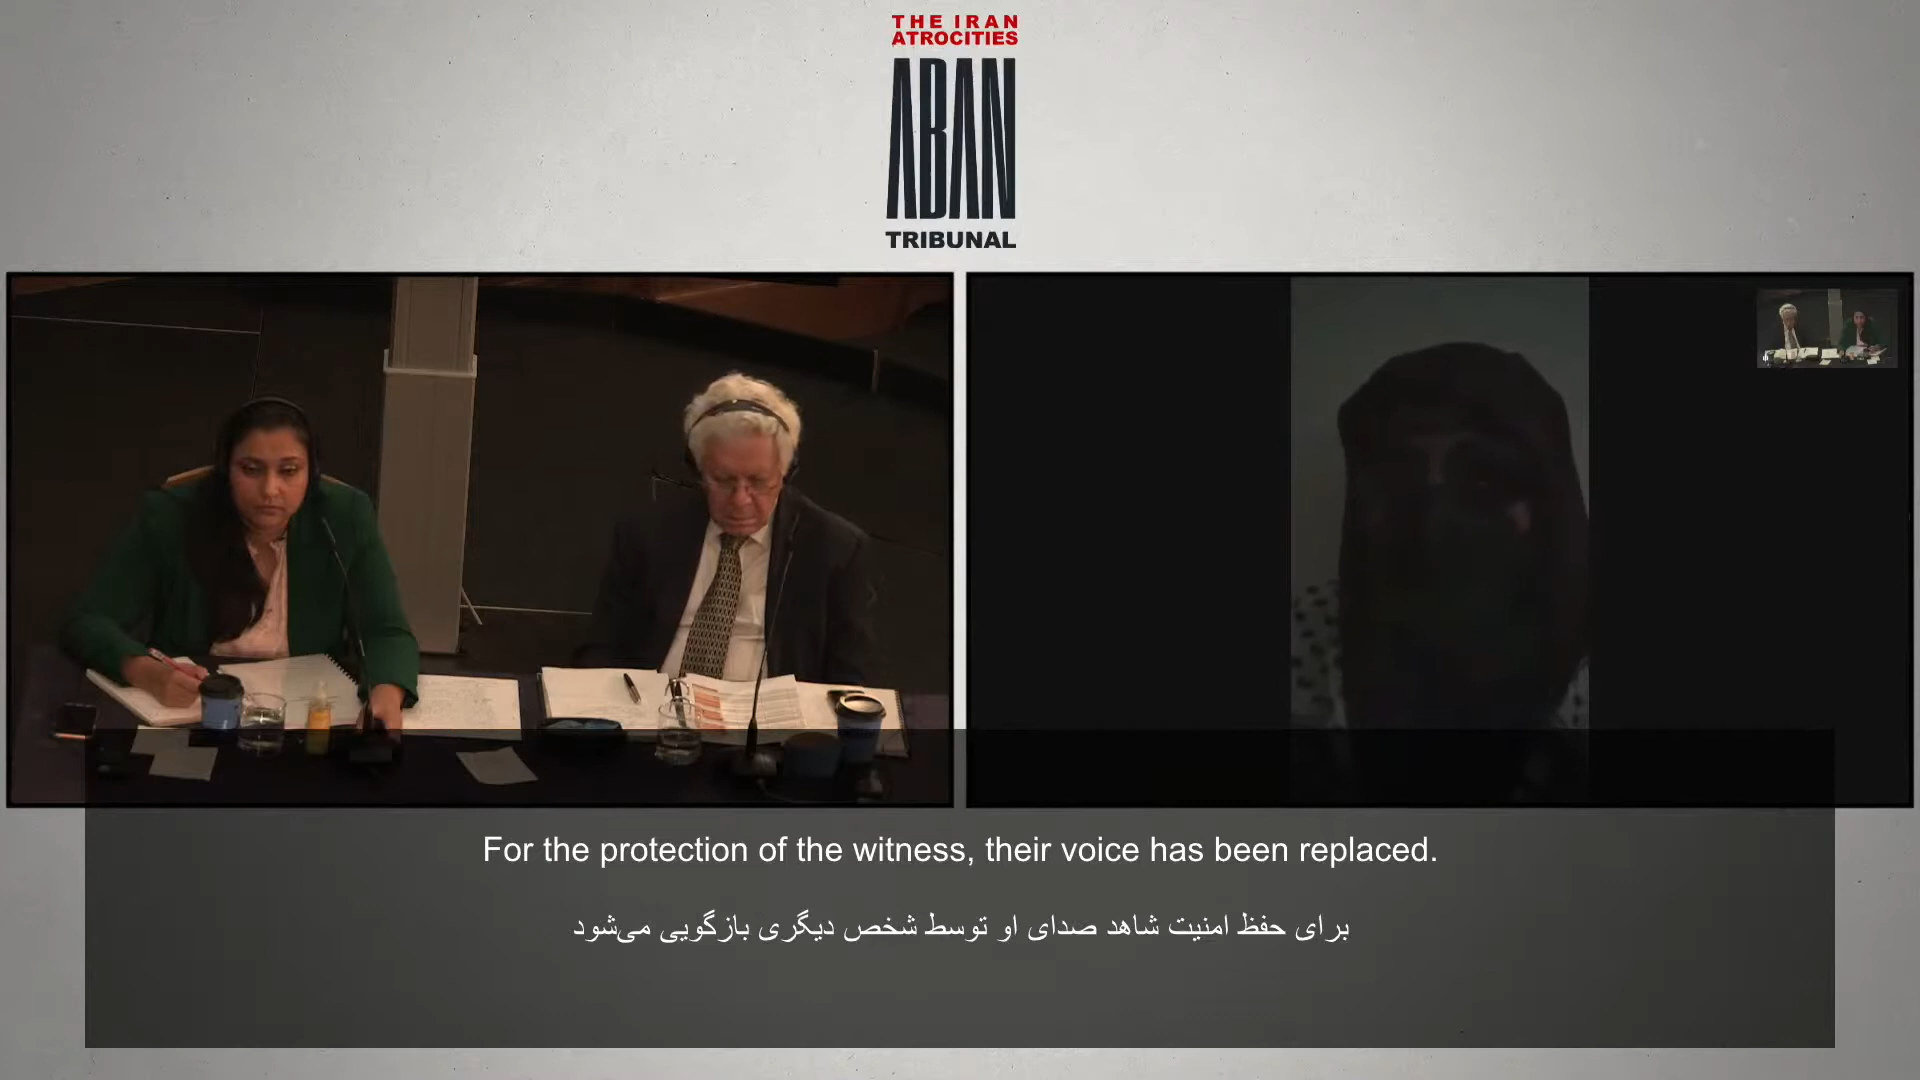 THE IRAN
ATROCITIES
ABAN
TRIBUNAL
For the protection of the witness, their voice has been replaced.
برای حفظ امنیت شاهد صدای او توسط شخص دیگری بازگویی می‌شود